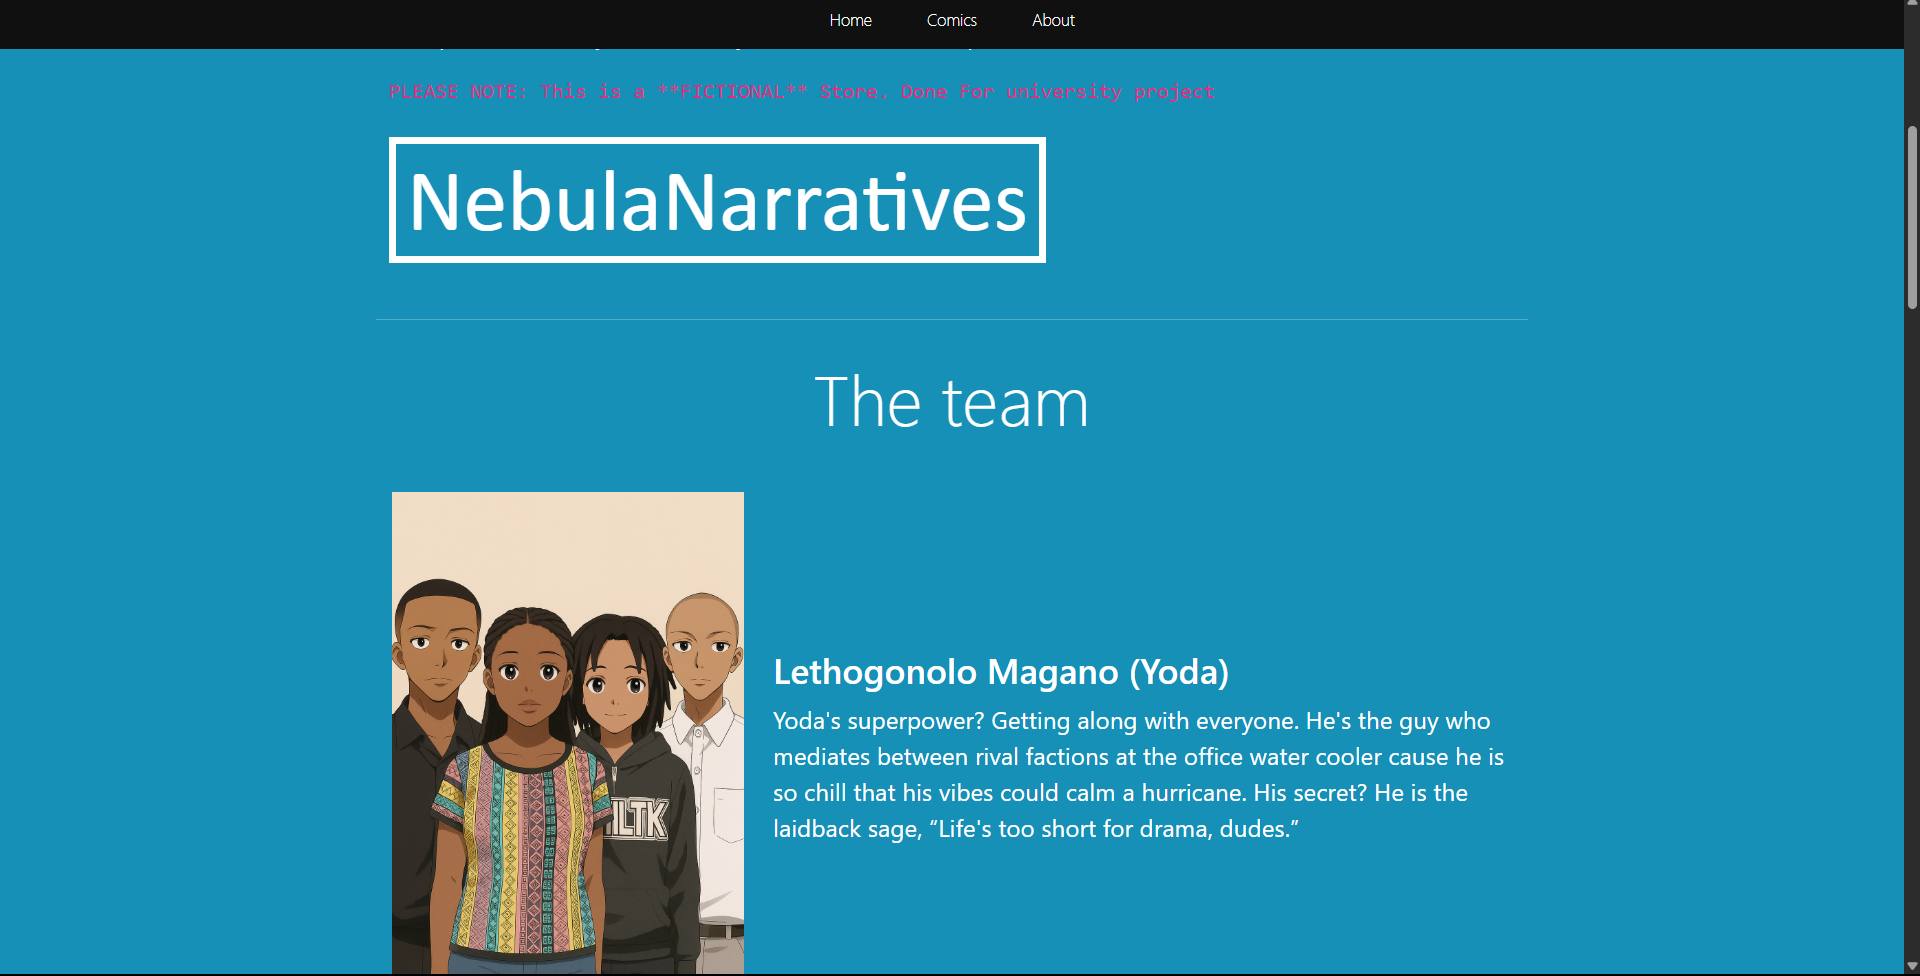 Home Comics About
PLEASE NOTE: This is a **FICTIONAL** Store. Done For university project
NebulaNarratives
The team
Lethogonolo Magano (Yoda)
Yoda's superpower? Getting along with everyone. He's the guy who
mediates between rival factions at the office water cooler cause he is
so chill that his vibes could calm a hurricane. His secret? He is the
laidback sage, “Life's too short for drama, dudes.”